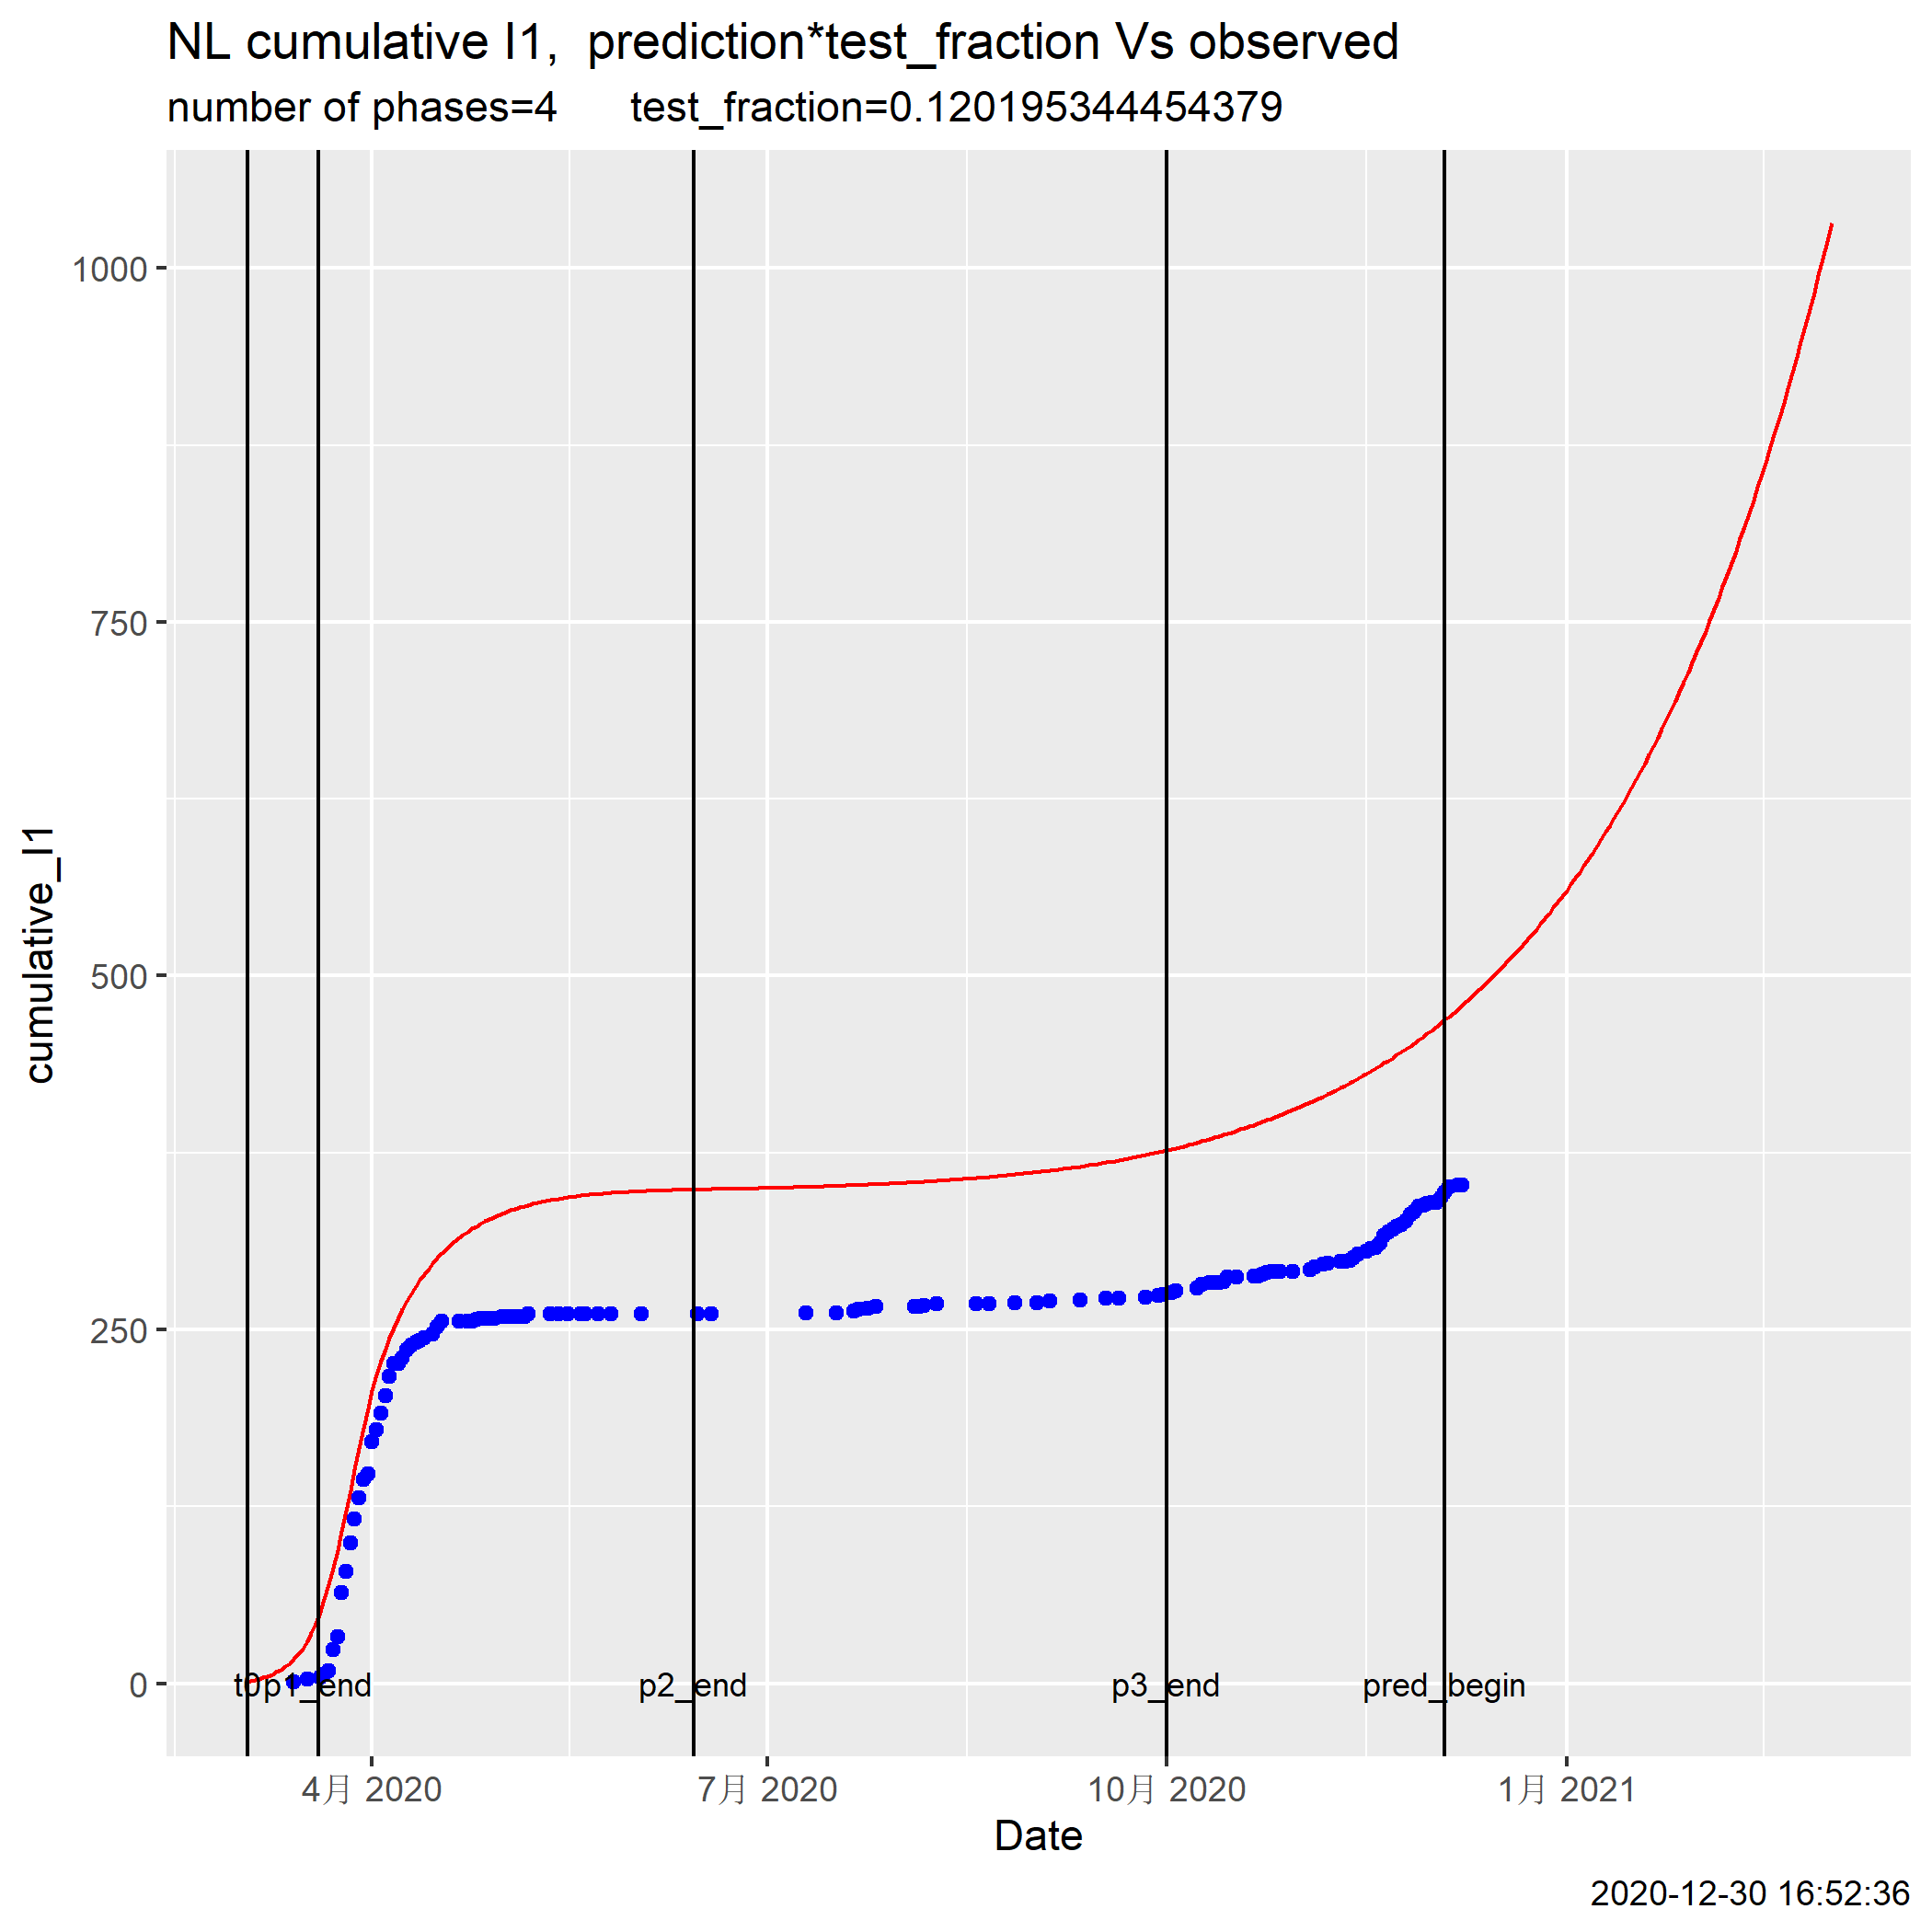 NL cumulative I1,  prediction*test_fraction Vs observed
number of phases=4      test_fraction=0.120195344454379
cumulative_I1
1000
750
500
250
0
t0 p1_end p2_end p3_end pred_begin
4月 2020 7月 2020 10月 2020 1月 2021
Date
2020-12-30 16:52:36